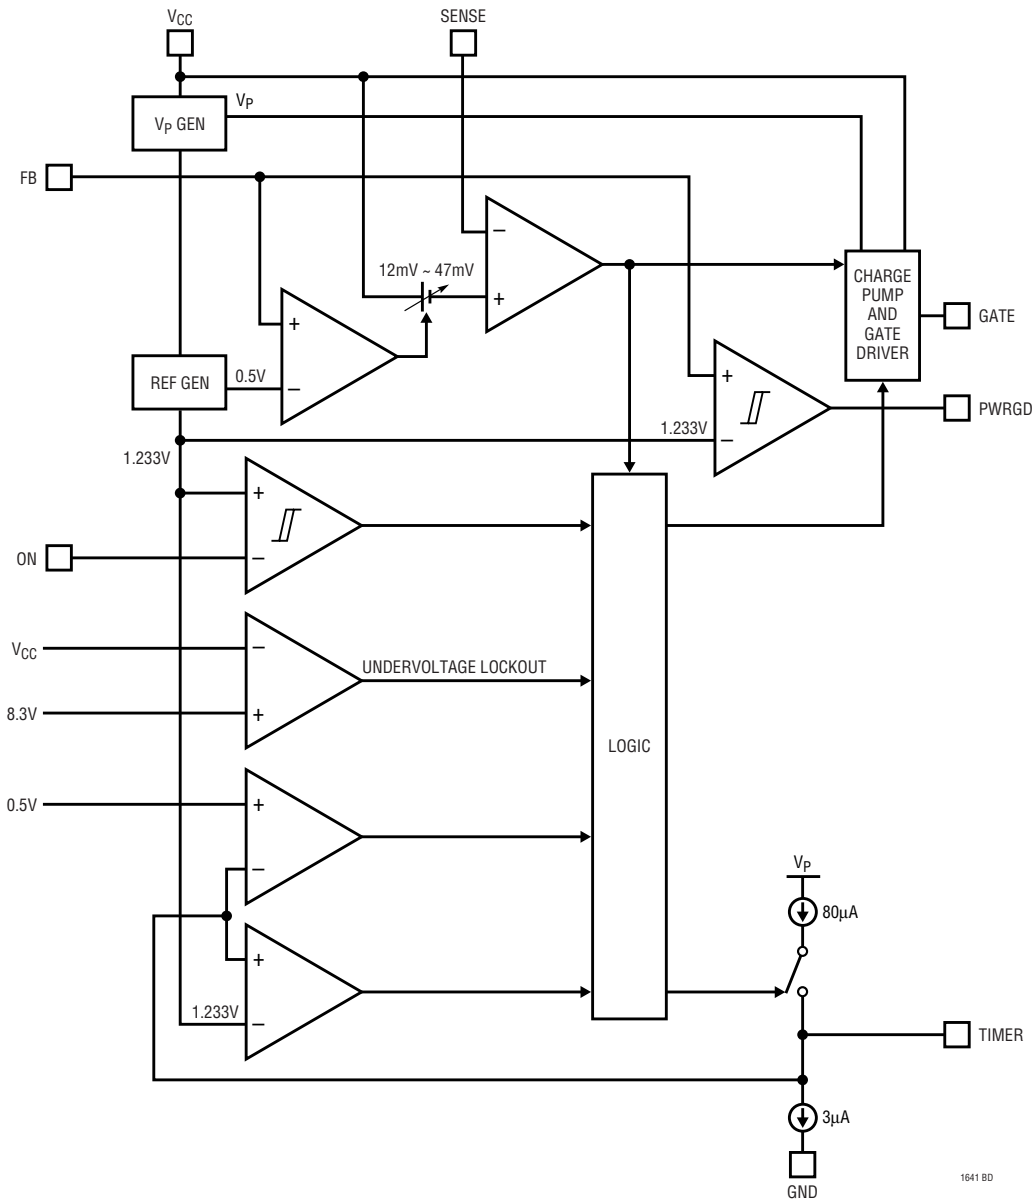 VCC
SENSE
VP
VP GEN
FB
12mV ~ 47mV
−
+
CHARGE
PUMP
AND
GATE
DRIVER
GATE
+
−
REF GEN
0.5V
+
−
PWRGD
1.233V
1.233V
+
−
ON
VCC
−
UNDERVOLTAGE LOCKOUT
8.3V
+
LOGIC
0.5V
+
−
VP
80µA
+
1.233V
−
TIMER
3µA
GND
1641 BD